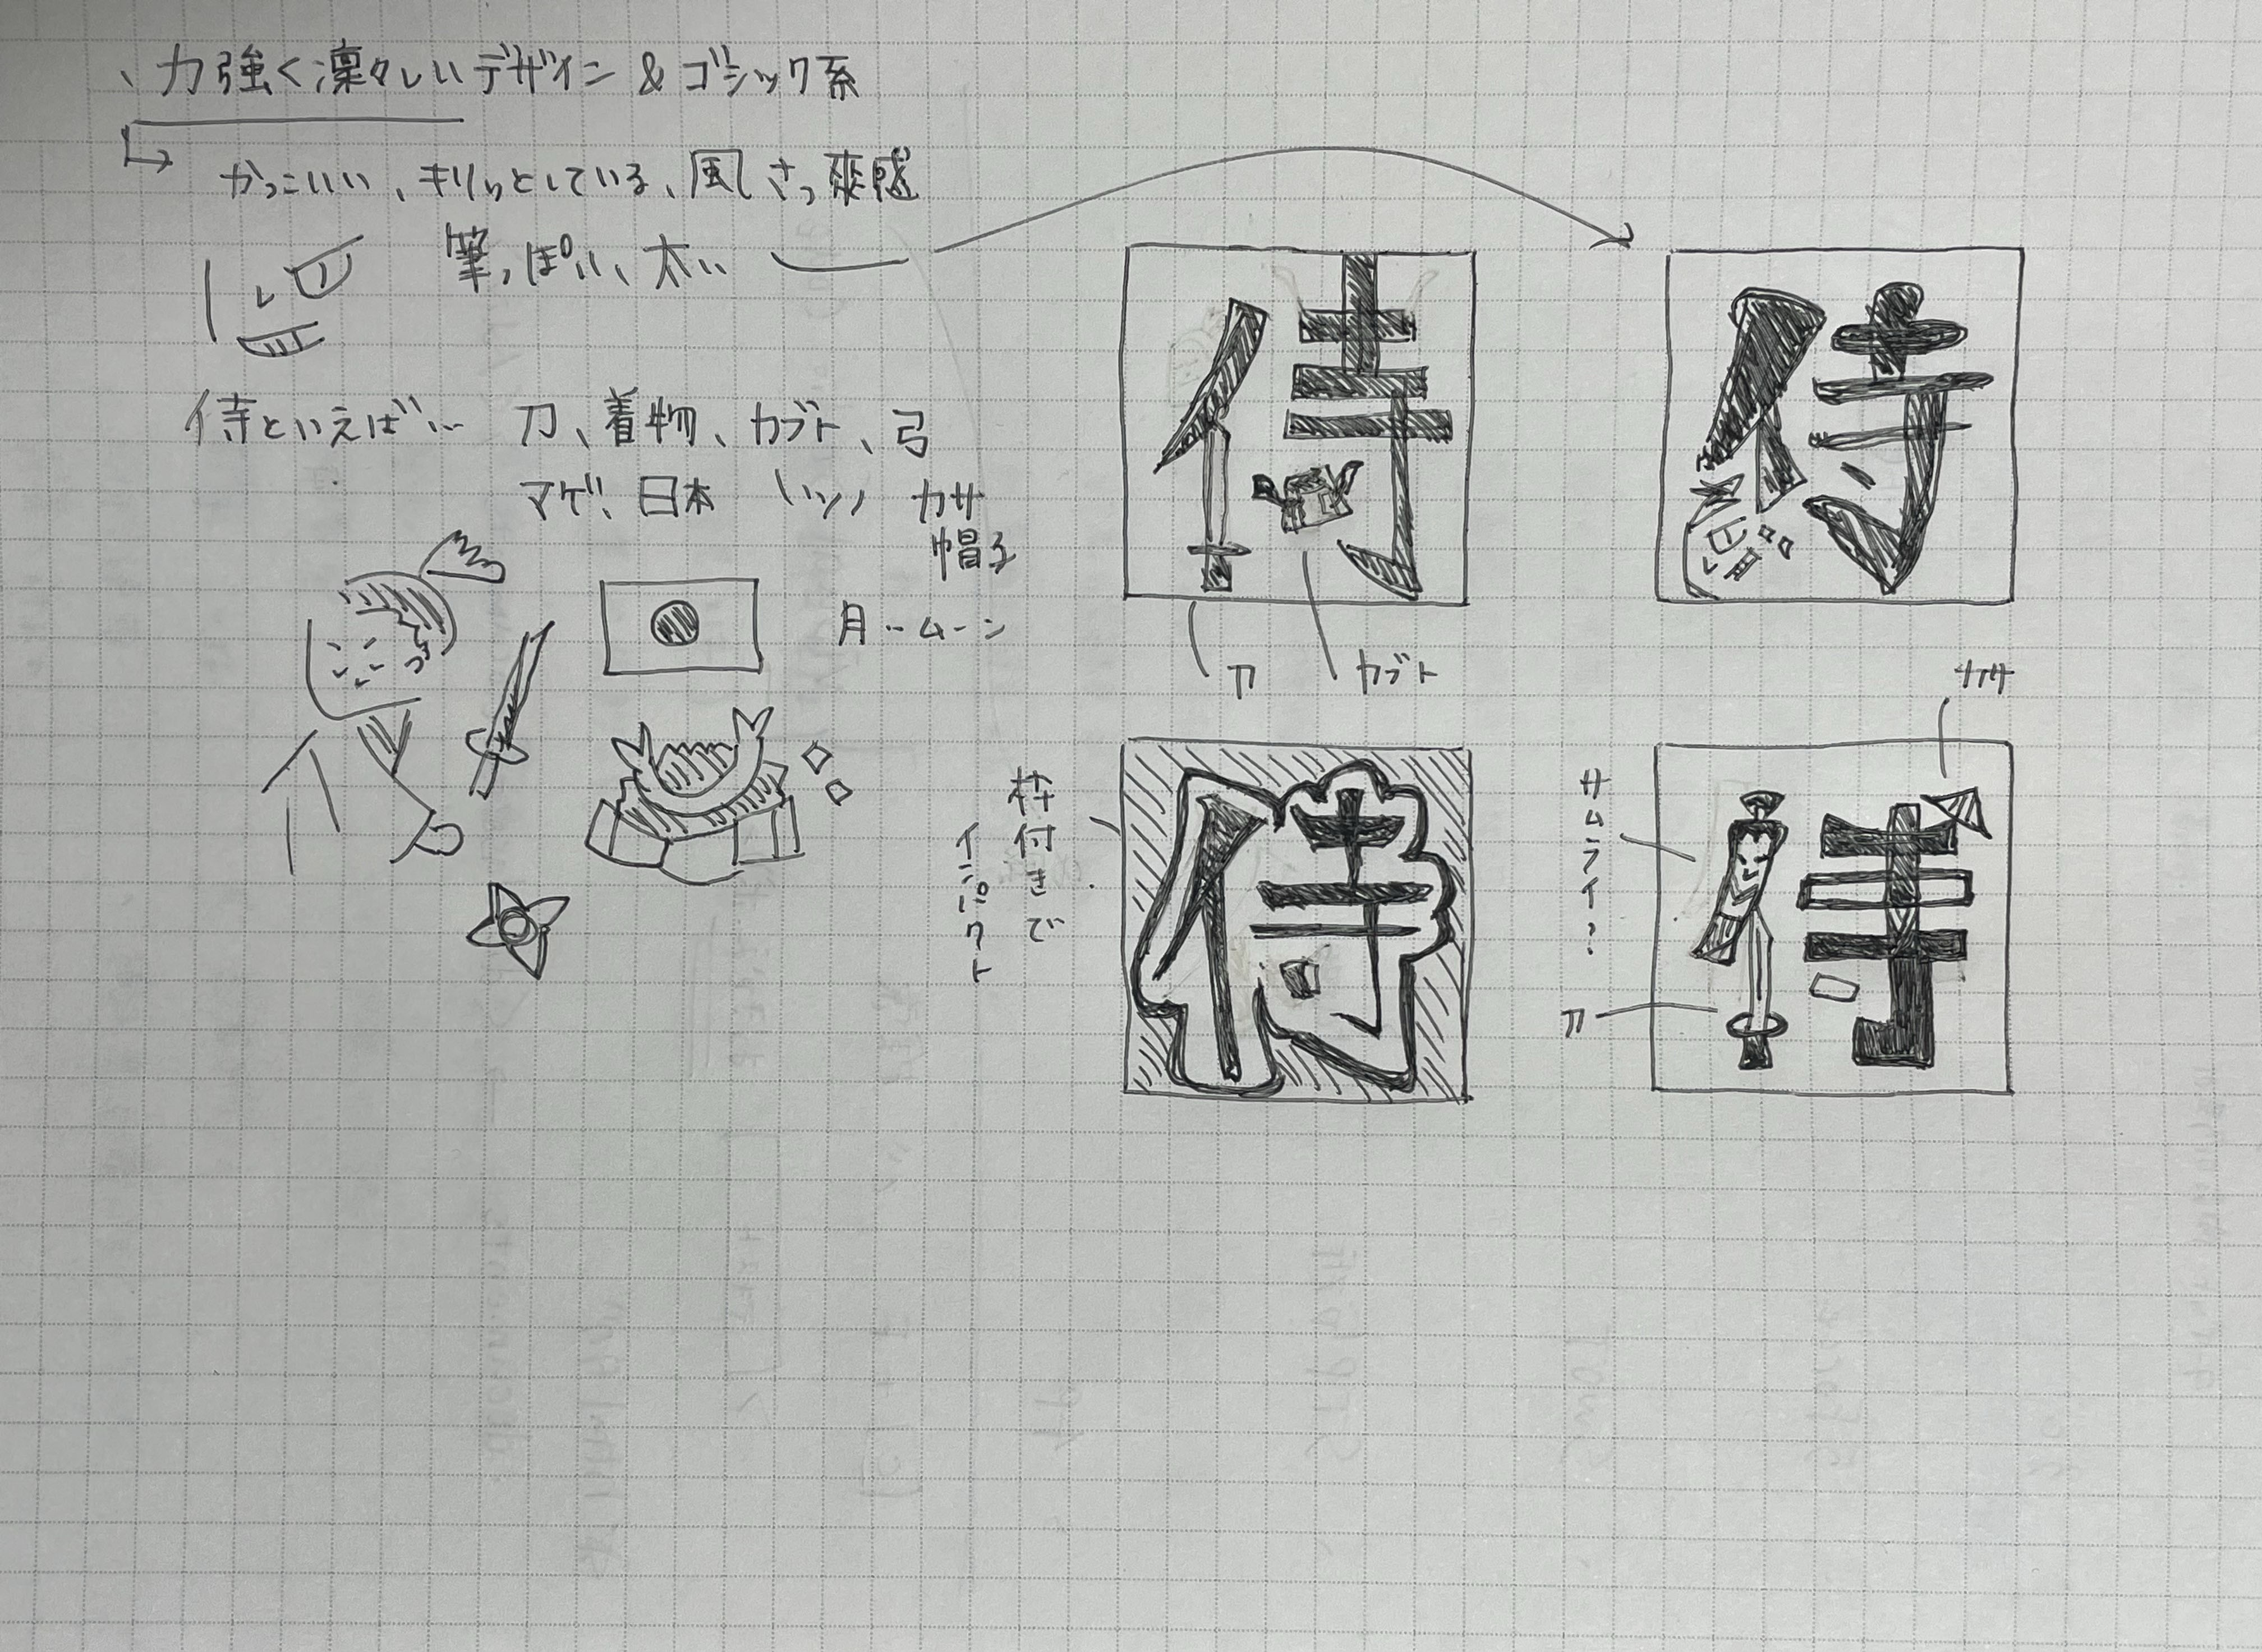 、力強く凛々しいデザイン & ゴシック系
かっこいい、キリッとしている、風 さっ爽感
筆っぽい、太い
侍といえば… 刀、着物、カブト、弓
マゲ、日本 カサ
帽子
月ームーン
侍
刀
カブト
侍
枠付きで
インパクト
侍
カサ
サムライ?
刀
侍